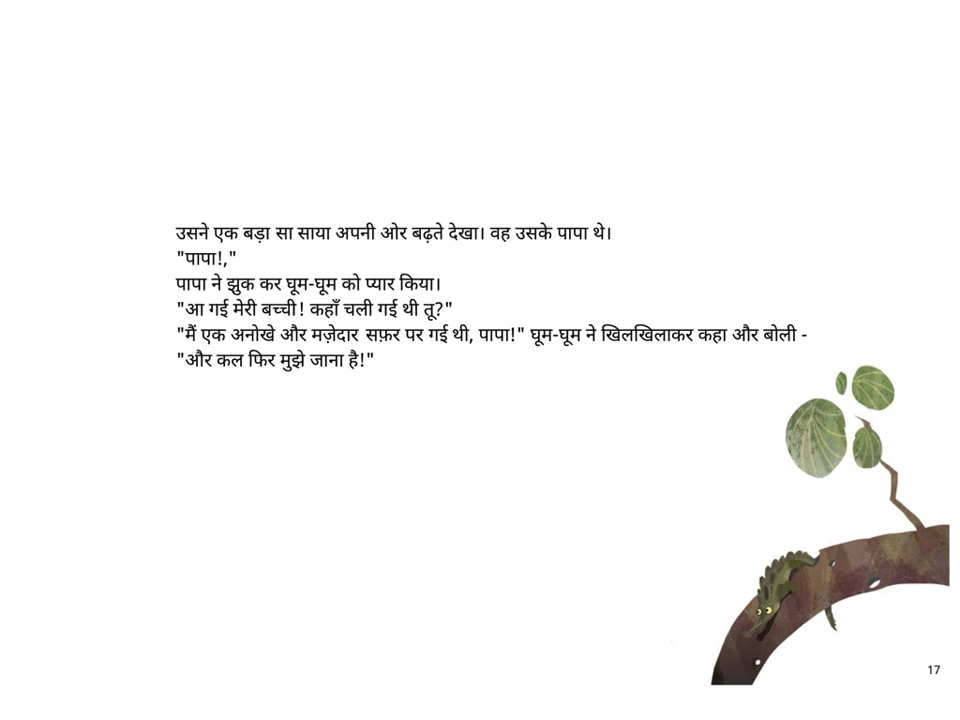 उसने एक बड़ा सा साया अपनी ओर बढ़ते देखा। वह उसके पापा थे।
"पापा!,"
पापा ने झुक कर घूम-घूम को प्यार किया।
"आ गई मेरी बच्ची! कहाँ चली गई थी तू?"
"मैं एक अनोखे और मज़ेदार सफ़र पर गई थी, पापा!" घूम-घूम ने खिलखिलाकर कहा और बोली -
"और कल फिर मुझे जाना है!"
17